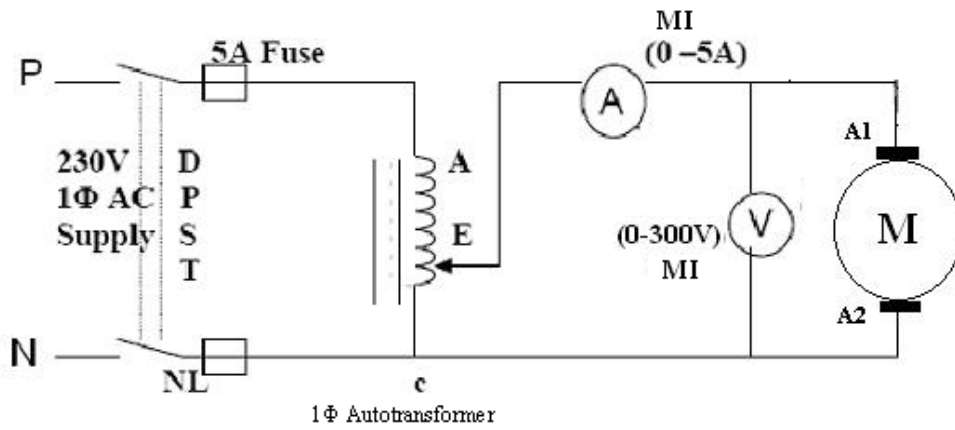 MI
5A Fuse
(0 –5A)
P
A
A1
230V
1Φ AC
Supply
D
P
S
T
A
E
(0-300V)
MI
V
M
A2
N
NL
c
1Φ Autotransformer